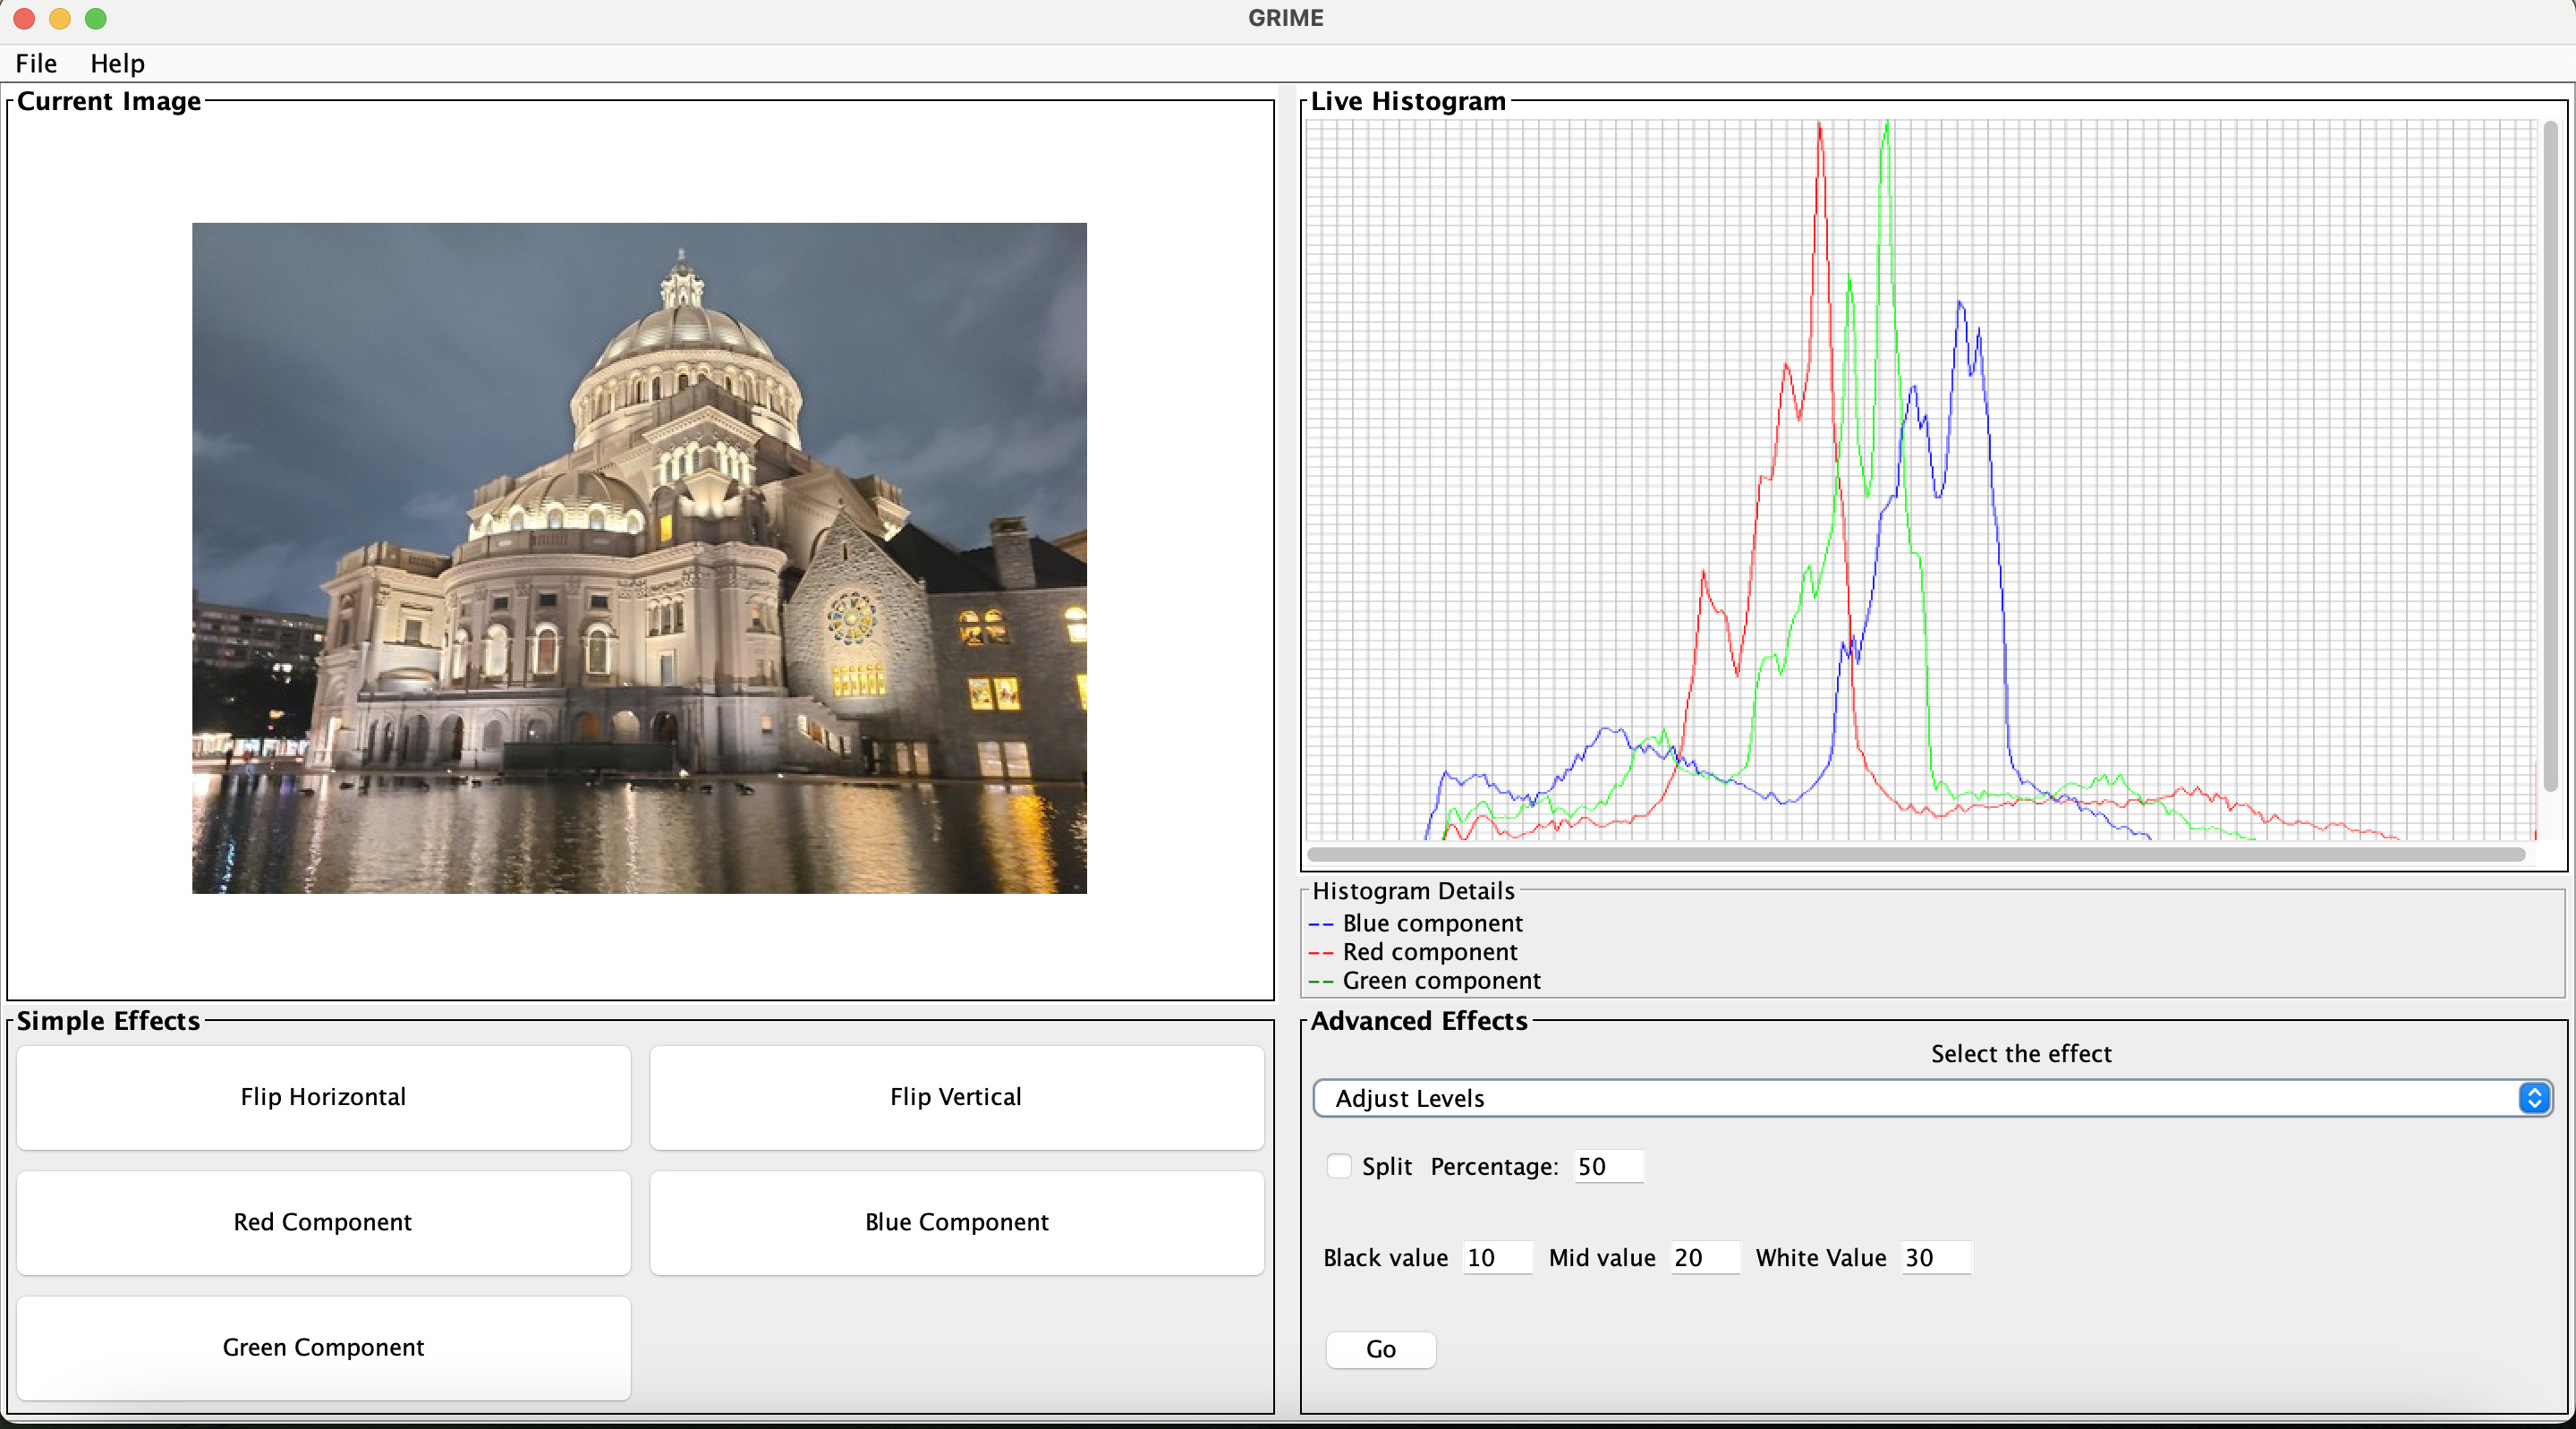 GRIME
File Help
Current Image
Live Histogram
Histogram Details
-- Blue component
-- Red component
-- Green component
Simple Effects
Flip Horizontal
Flip Vertical
Red Component
Blue Component
Green Component
Advanced Effects
Select the effect
Adjust Levels
Split Percentage: 50
Black value 10 Mid value 20 White Value 30
Go